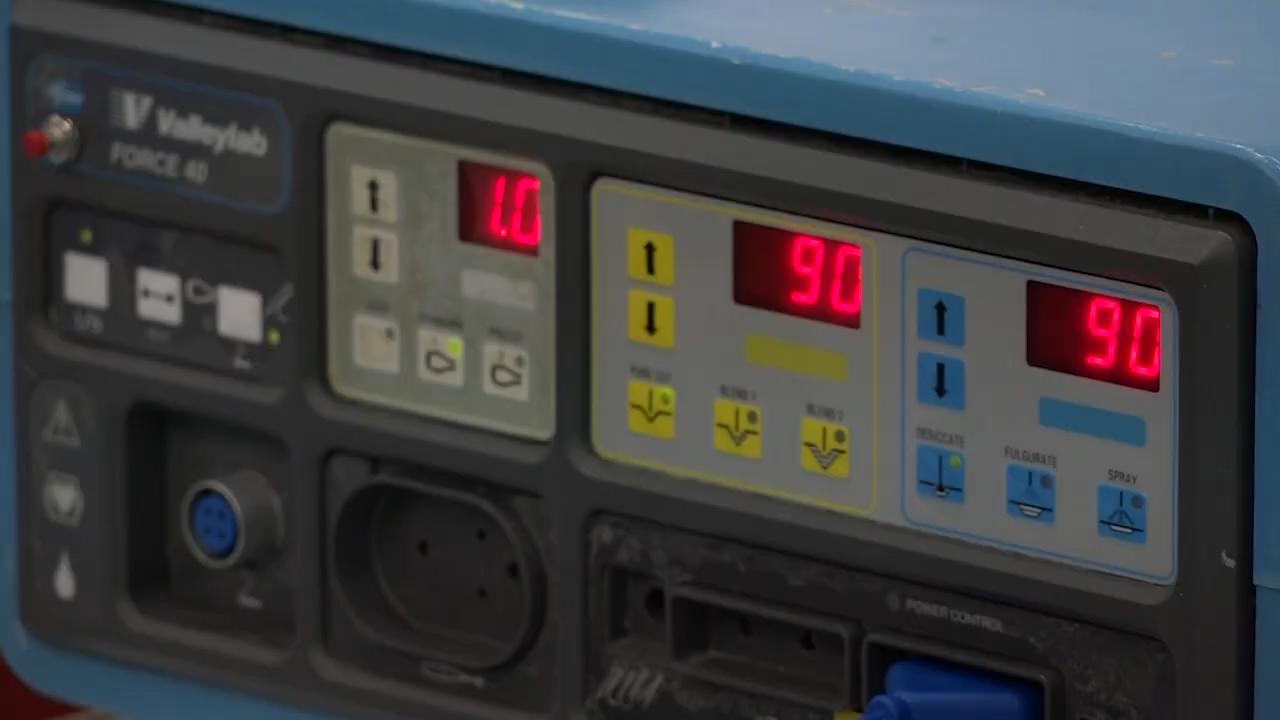 Valleylab
FORCE 40
1.0
90
90
PURE CUT
BLEND 1
BLEND 2
DESICCATE
FULGURATE
SPRAY
POWER CONTROL